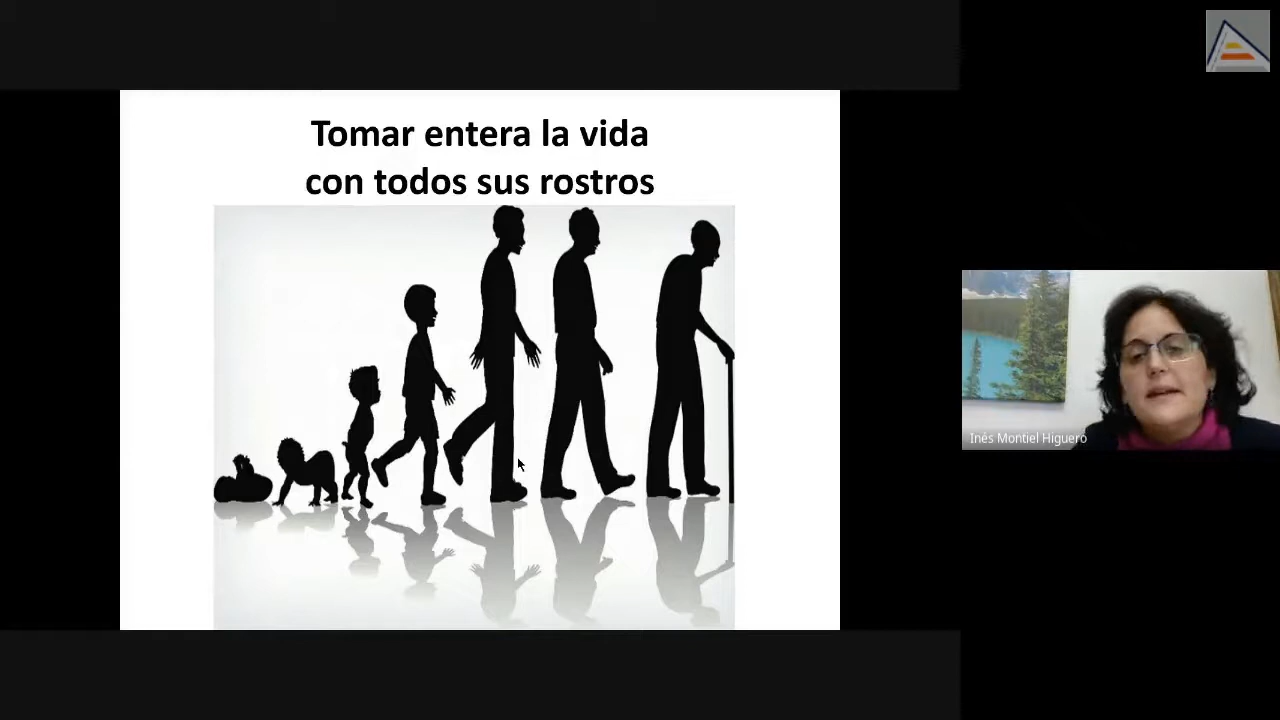 Tomar entera la vida
con todos sus rostros
Inés Montiel Higuero